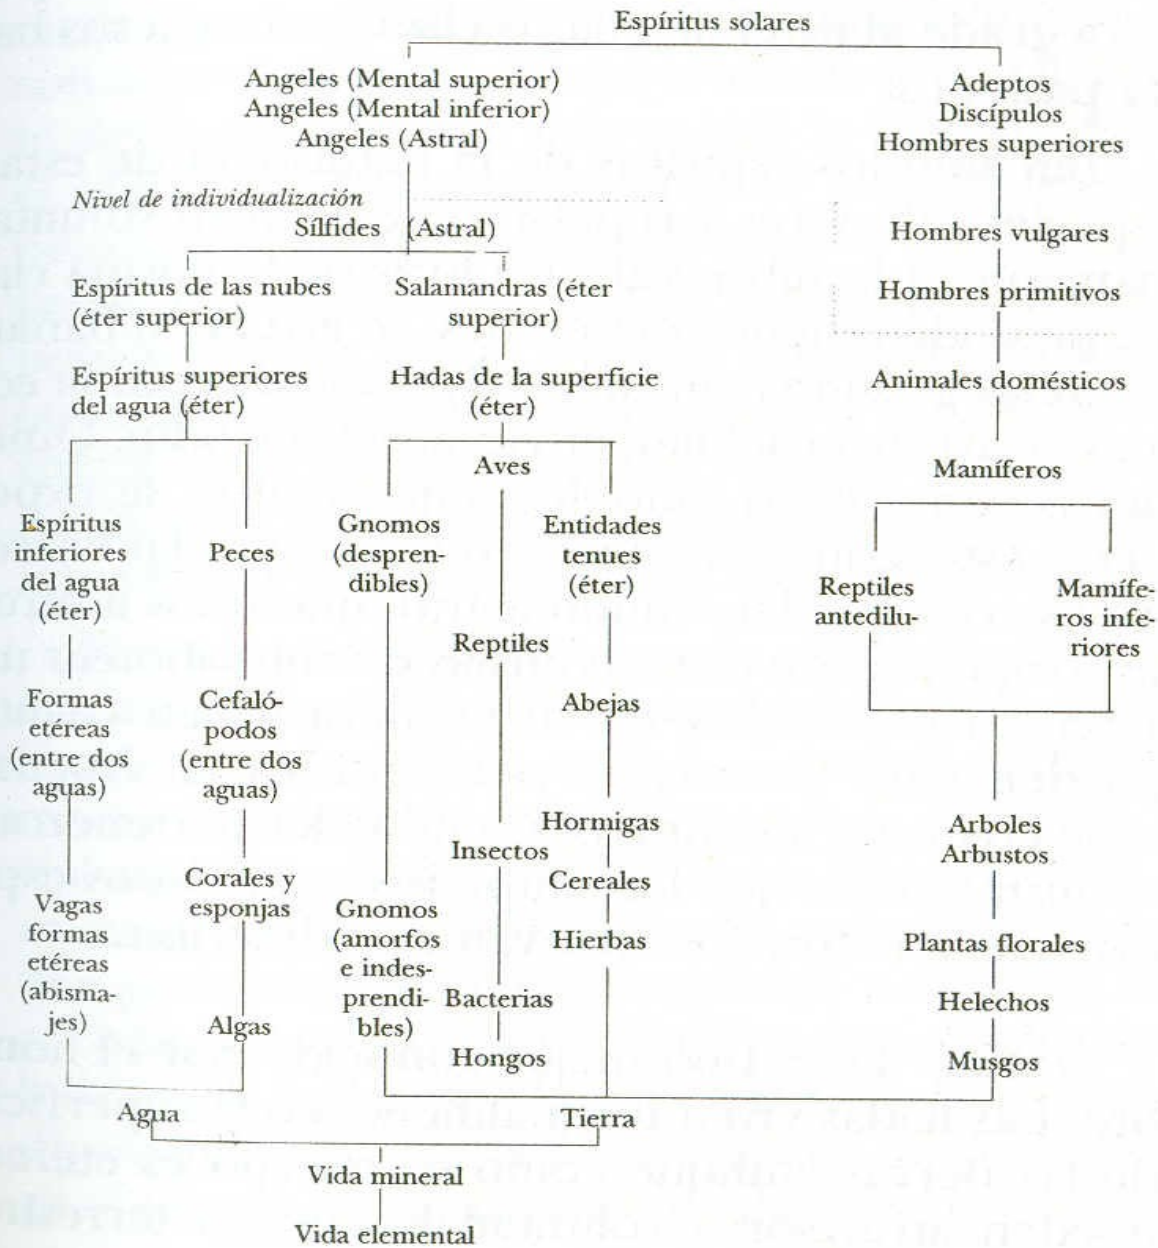 Espíritus solares
Angeles (Mental superior)
Angeles (Mental inferior)
Angeles (Astral)
Adeptos
Discípulos
Hombres superiores
Nivel de individualización
Sílfides (Astral)
Hombres vulgares
Espíritus de las nubes
(éter superior)
Salamandras (éter
superior)
Hombres primitivos
Espíritus superiores
del agua (éter)
Hadas de la superficie
(éter)
Animales domésticos
Aves
Mamíferos
Espíritus
inferiores
del agua
(éter)
Peces
Gnomos
(despren-
dibles)
Entidades
tenues
(éter)
Reptiles
antedilu-
Mamífe-
ros infe-
riores
Reptiles
Formas
etéreas
(entre dos
aguas)
Cefaló-
podos
(entre dos
aguas)
Abejas
Hormigas
Arboles
Arbustos
Insectos
Corales y
esponjas
Cereales
Vagas
formas
etéreas
(abisma-
jes)
Gnomos
(amorfos
e indes-
prendi-
bles)
Hierbas
Plantas florales
Bacterias
Helechos
Algas
Hongos
Musgos
Agua
Tierra
Vida mineral
Vida elemental